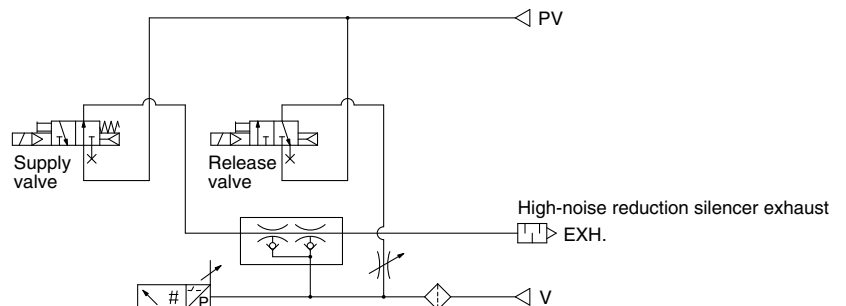 PV
Supply
valve
Release
valve
High-noise reduction silencer exhaust
EXH.
# P
V